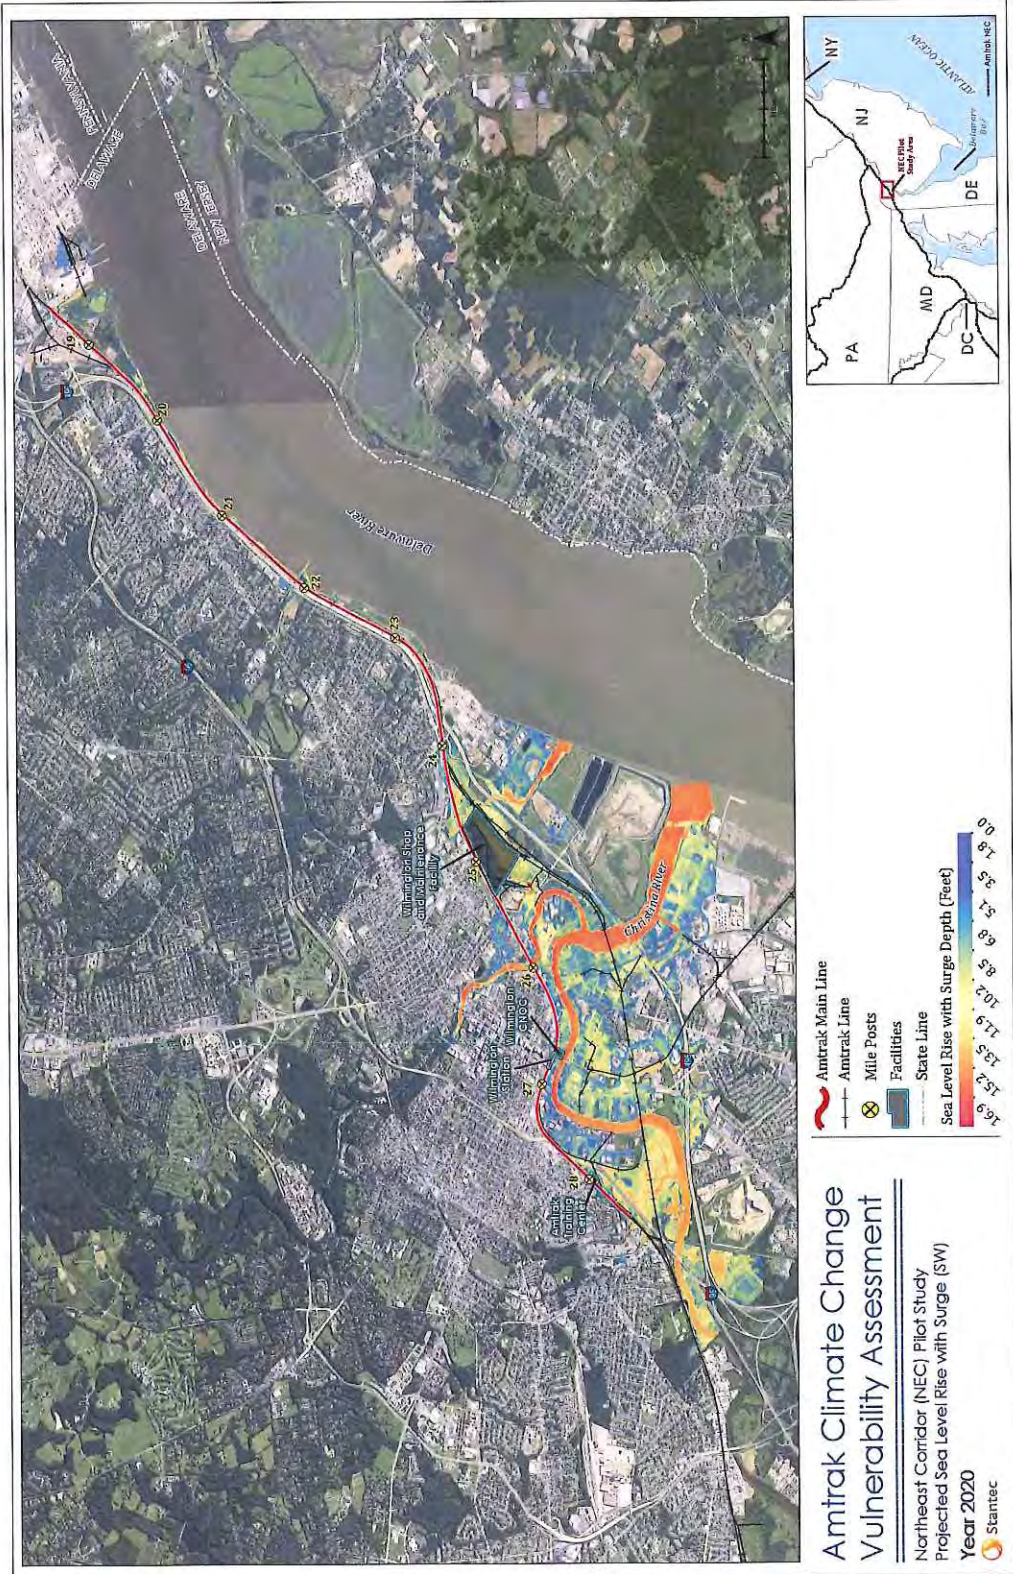 PENNSYLVANIA
DELAWARE
DELAWARE
NEW JERSEY
19
20
21
22
23
24
25
26
27
28
Delaware River
Christina River
Wilmington Shop
and Maintenance
Facility
Wilmington
CNOC
Wilmington
Station
Amtrak
Training
Center
Amtrak Climate Change
Vulnerability Assessment
Northeast Corridor (NEC) Pilot Study
Projected Sea Level Rise with Surge (SW)
Year 2020
Stantec
Amtrak Main Line
Amtrak Line
Mile Posts
Facilities
State Line
Sea Level Rise with Surge Depth (Feet)
16.9
15.2
13.5
11.9
10.2
8.5
6.8
5.1
3.5
1.8
0.0
NY
PA
NJ
MD
DE
DC
NEC Pilot
Study Area
Delaware
Bay
ATLANTIC OCEAN
Amtrak NEC